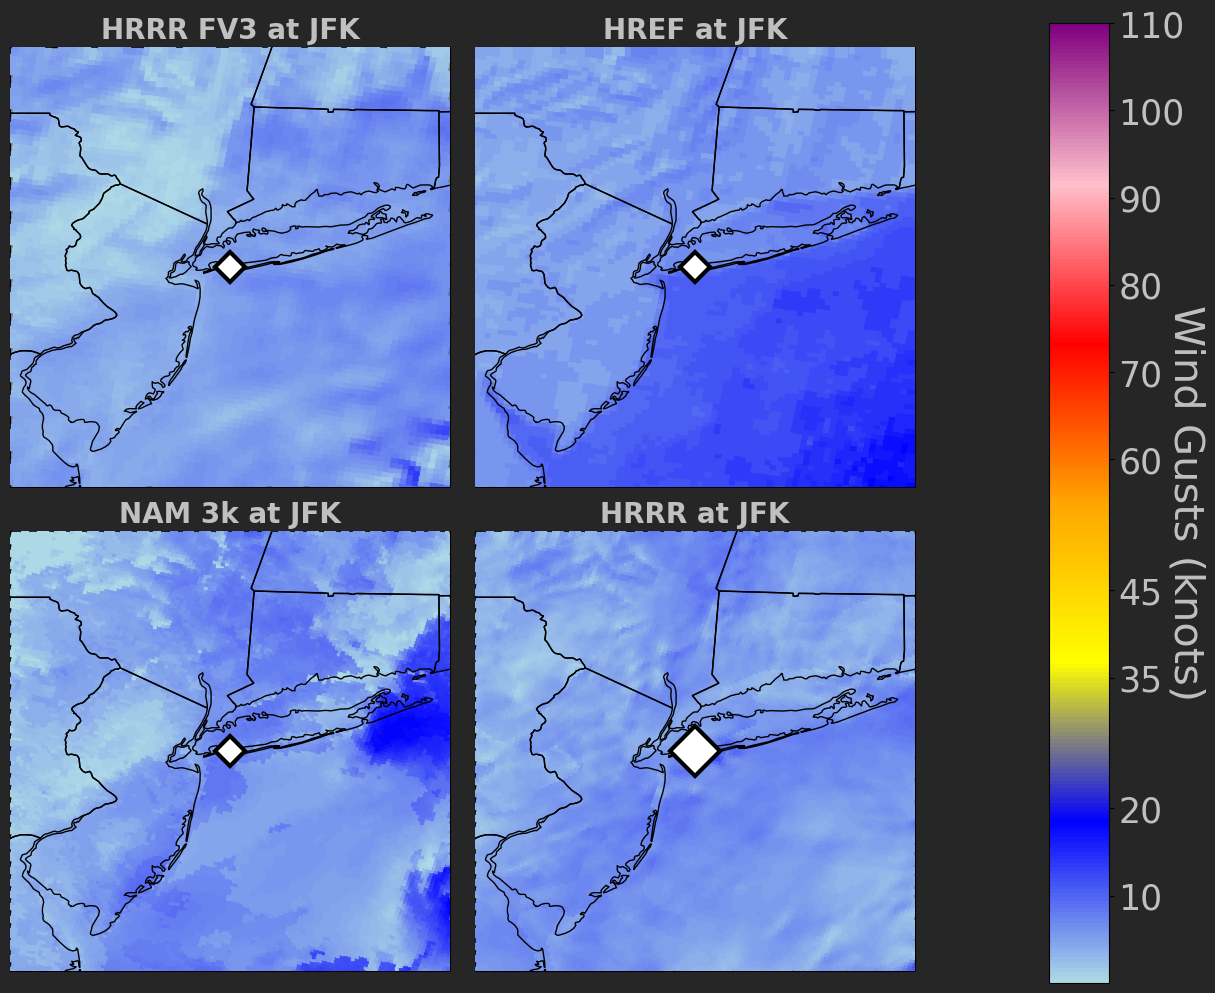 HRRR FV3 at JFK
HREF at JFK
NAM 3k at JFK
HRRR at JFK
110
100
90
80
70
60
45
35
20
10
Wind Gusts (knots)